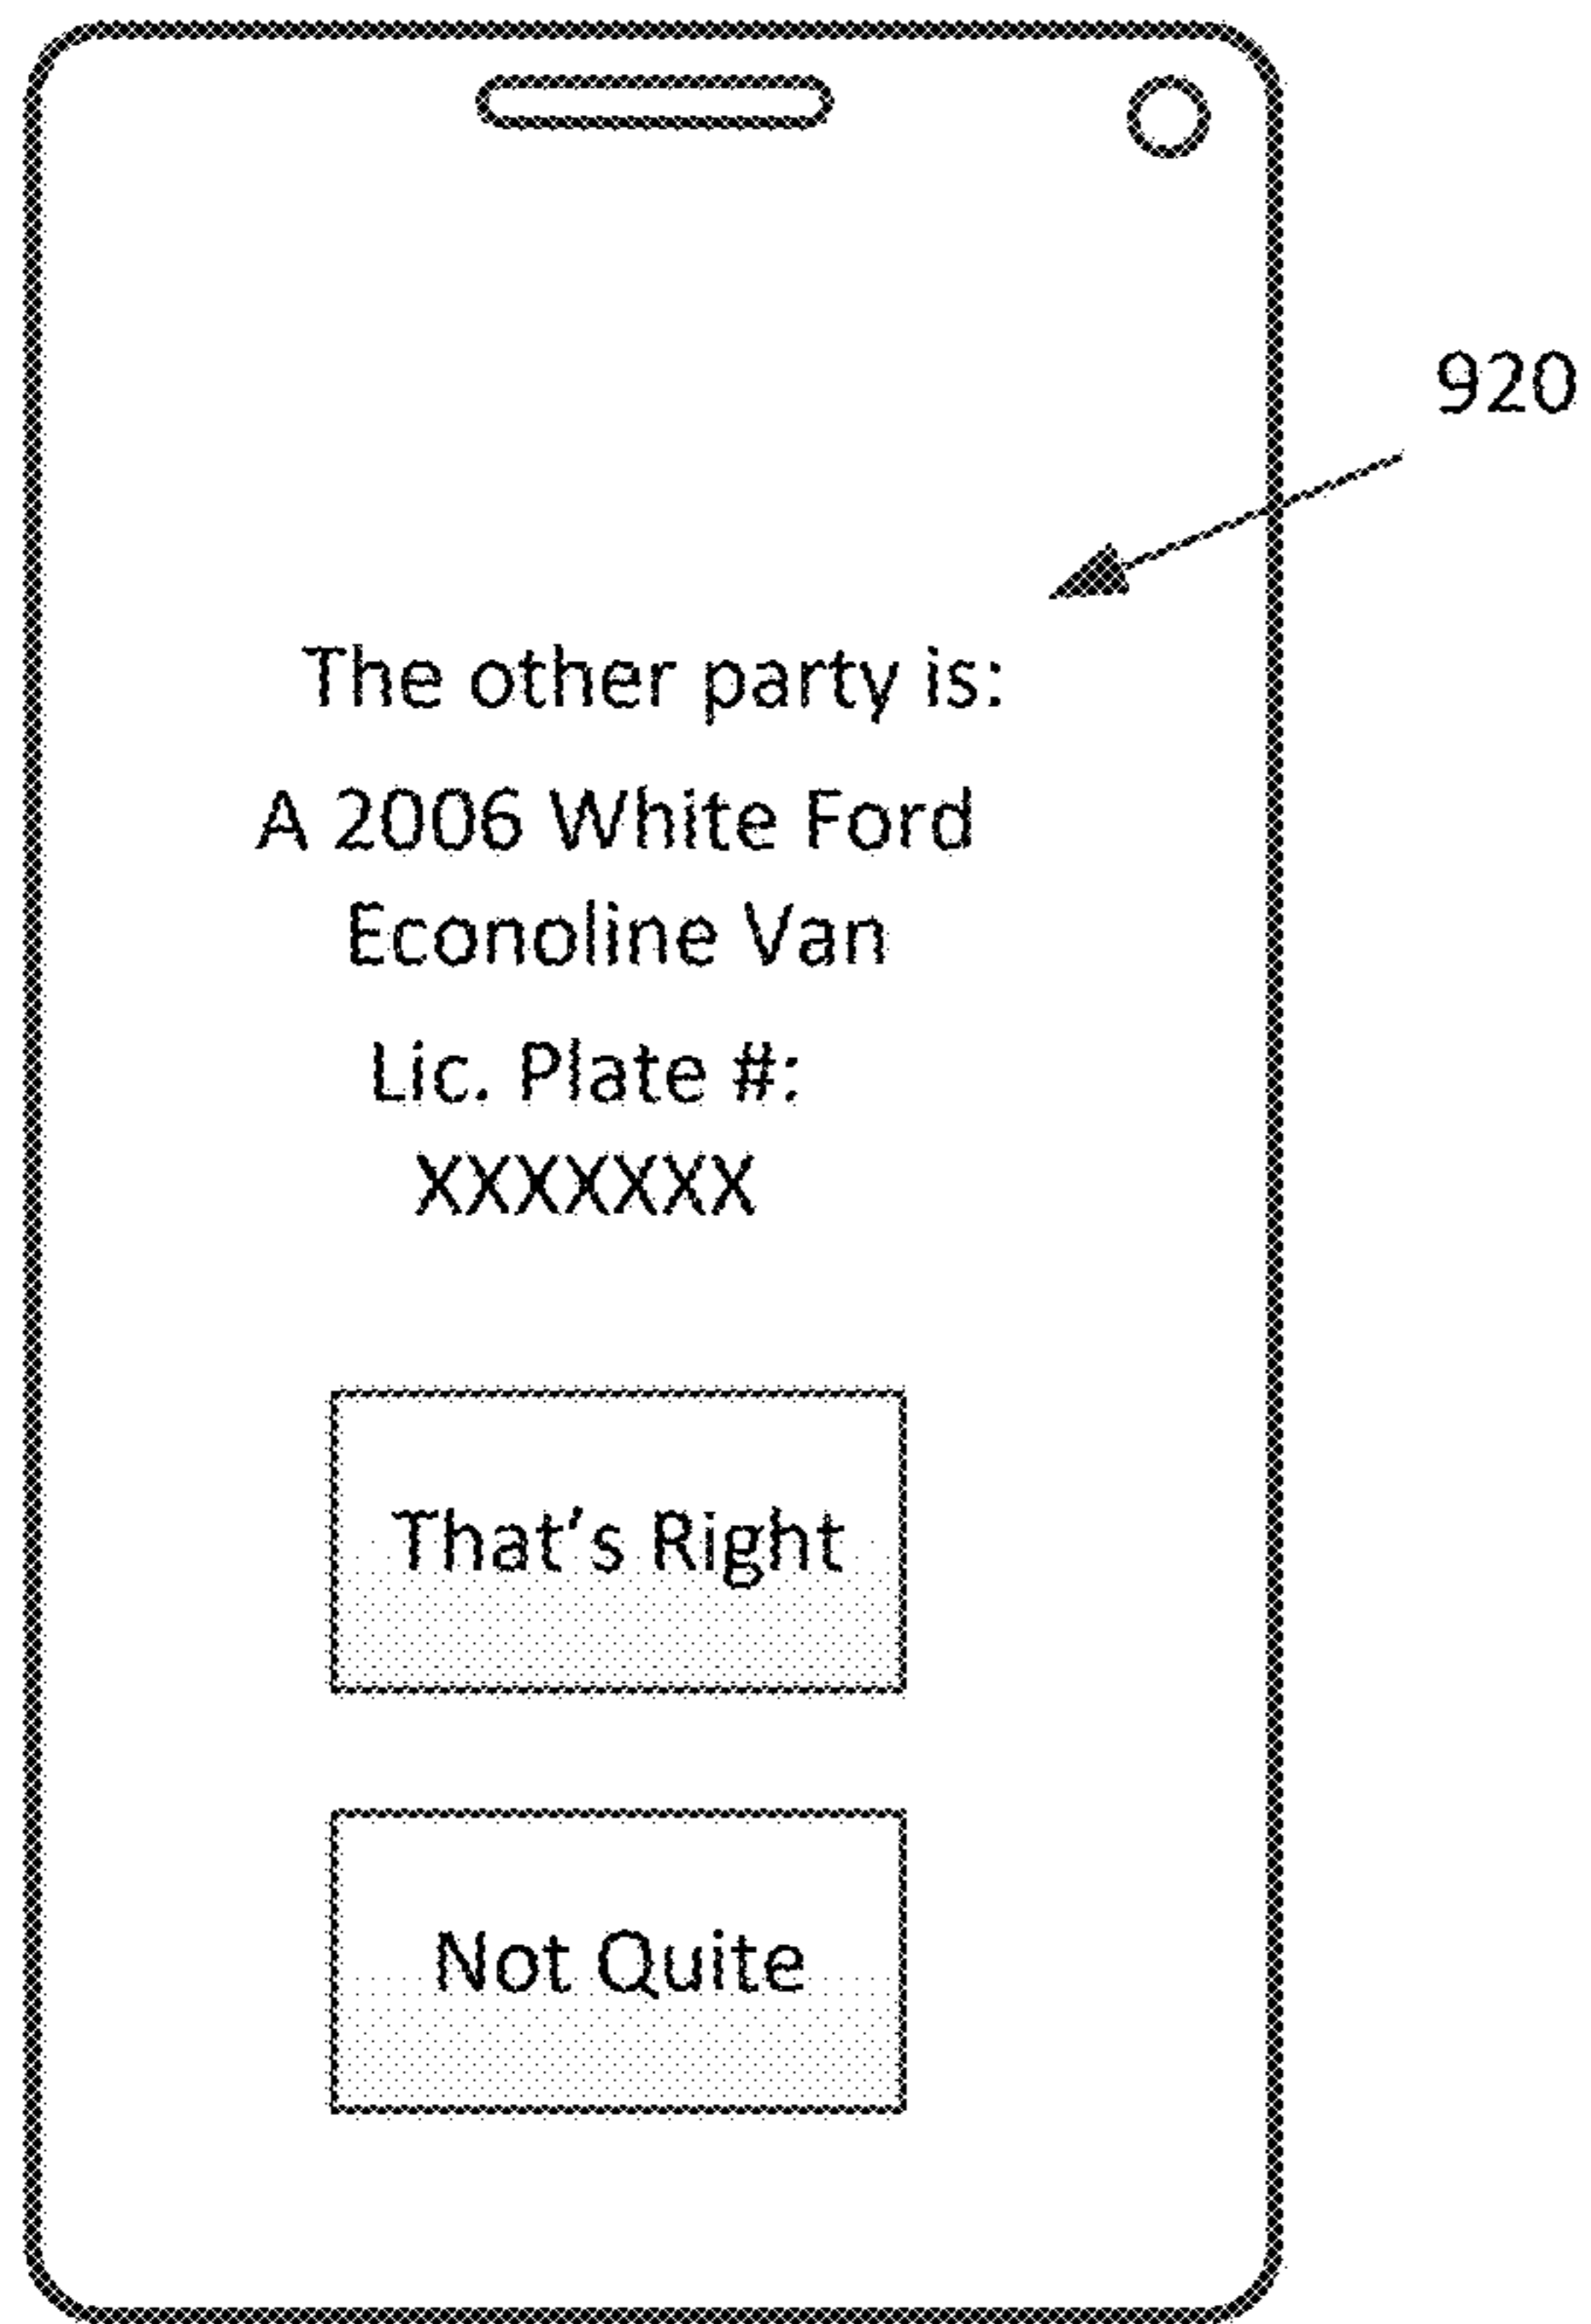 920
The other party is:
A 2006 White Ford
Econoline Van
Lic. Plate #:
XXXXXXX
That's Right
Not Quite